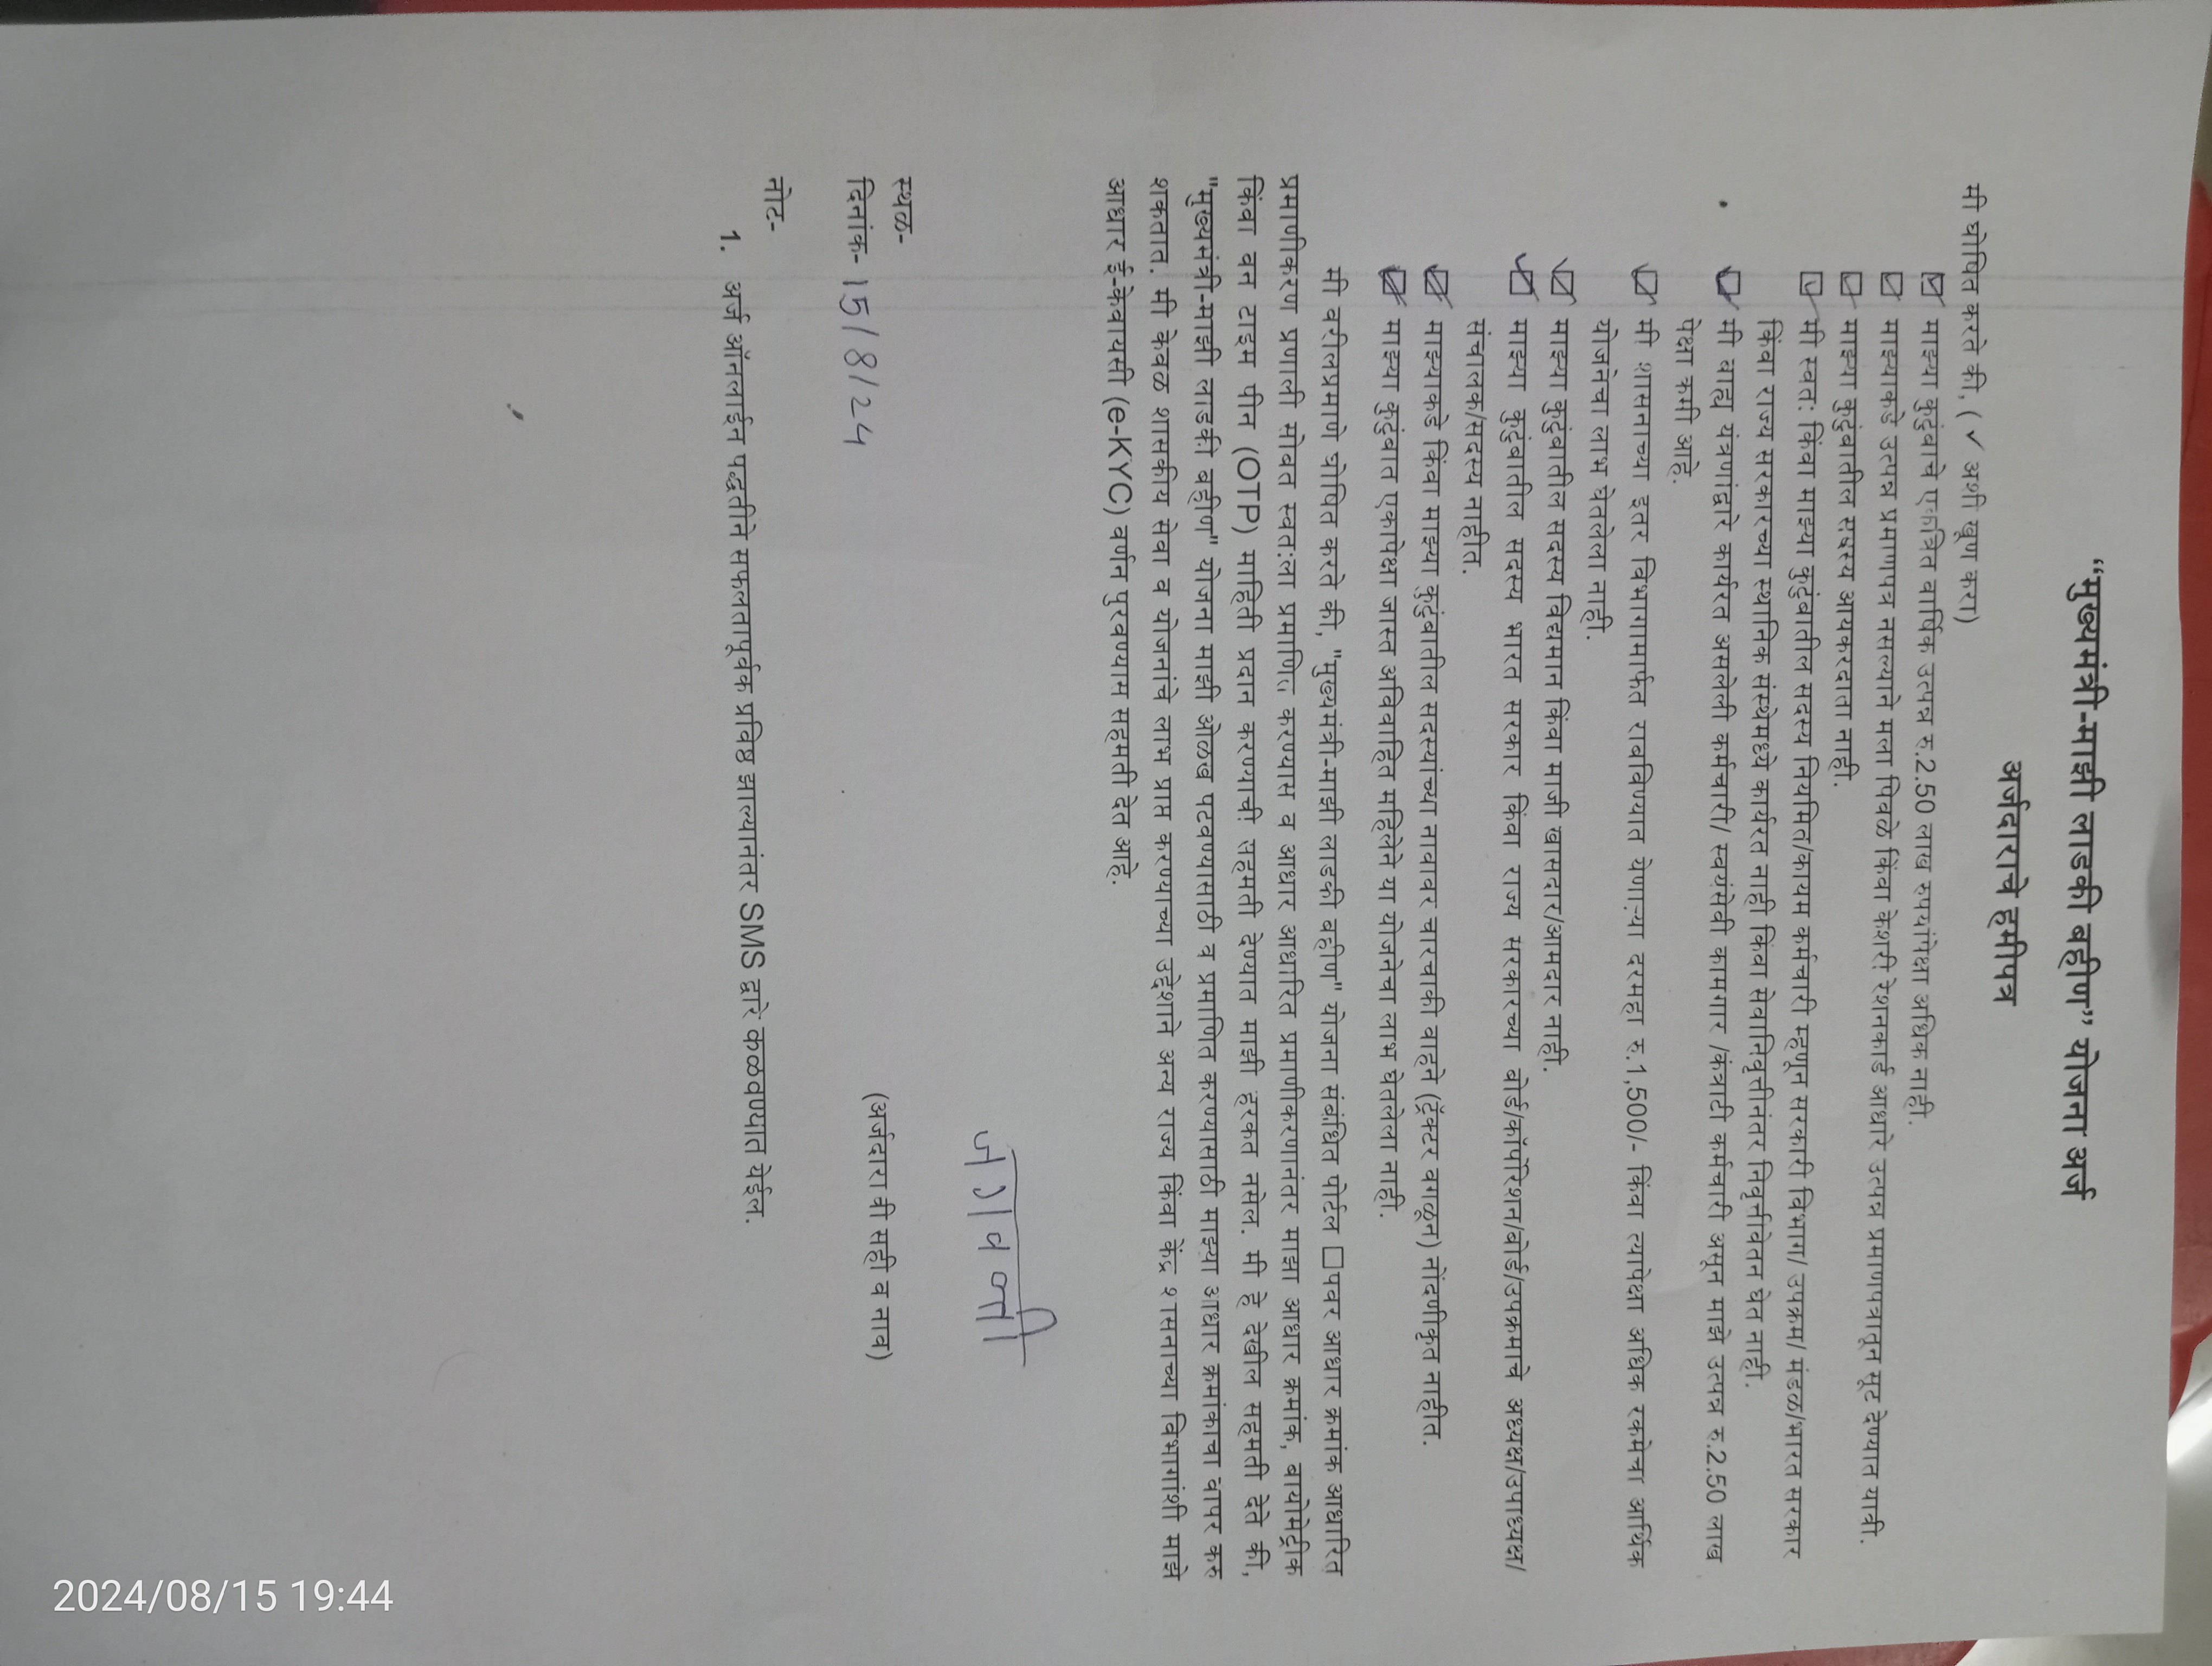 “मुख्यमंत्री-माझी लाडकी बहीण” योजना अर्ज
अर्जदाराचे हमीपत्र
मी घोषित करते की, ( ✓ अशी खुण करा)
☑ माझ्या कुटुंबाचे एकत्रित वार्षिक उत्पन्न रु.2.50 लाख रुपयांपेक्षा अधिक नाही.
☑ माझ्याकडे उत्पन्न प्रमाणपत्र नसल्याने मला पिवळे किंवा केशरी रेशनकार्ड आधारे उत्पन्न प्रमाणपत्रातून सूट देण्यात यावी.
☑ माझ्या कुटुंबातील सदस्य आयकरदाता नाही.
☑ मी स्वतः किंवा माझ्या कुटुंबातील सदस्य नियमित/कायम कर्मचारी म्हणून सरकारी विभाग/ उपक्रम/ मंडळ/भारत सरकार
किंवा राज्य सरकारच्या स्थानिक संस्थेमध्ये कार्यरत नाही किंवा सेवानिवृत्तीनंतर निवृत्तीवेतन घेत नाही.
☑ मी बाह्य यंत्रणांद्वारे कार्यरत असलेली कर्मचारी/ स्वयंसेवी कामगार /कंत्राटी कर्मचारी असून माझे उत्पन्न रु.2.50 लाख
पेक्षा कमी आहे.
☑ मी शासनाच्या इतर विभागामार्फत राबविण्यात येणाऱ्या दरमहा रु.1,500/- किंवा त्यापेक्षा अधिक रकमेचा आर्थिक
योजनेचा लाभ घेतलेला नाही.
☑ माझ्या कुटुंबातील सदस्य विद्यमान किंवा माजी खासदार/आमदार नाही.
☑ माझ्या कुटुंबातील सदस्य भारत सरकार किंवा राज्य सरकारच्या बोर्ड/कॉर्पोरेशन/बोर्ड/उपक्रमाचे अध्यक्ष/उपाध्यक्ष/
संचालक/सदस्य नाहीत.
☑ माझ्याकडे किंवा माझ्या कुटुंबातील सदस्यांच्या नावावर चारचाकी वाहने (ट्रॅक्टर वगळून) नोंदणीकृत नाहीत.
☑ माझ्या कुटुंबात एकापेक्षा जास्त अविवाहित महिलेने या योजनेचा लाभ घेतलेला नाही.
मी वरीलप्रमाणे घोषित करते की, "मुख्यमंत्री-माझी लाडकी बहीण" योजना संबंधित पोर्टल □पवर आधार क्रमांक आधारित
प्रमाणीकरण प्रणाली सोबत स्वत:ला प्रमाणित करण्यास व आधार आधारित प्रमाणीकरणानंतर माझा आधार क्रमांक, बायोमेट्रीक
किंवा वन टाइम पीन (OTP) माहिती प्रदान करण्याची सहमती देण्यात माझी हरकत नसेल. मी हे देखील सहमती देते की,
"मुख्यमंत्री-माझी लाडकी बहीण" योजना माझी ओळख पटवण्यासाठी व प्रमाणित करण्यासाठी माझ्या आधार क्रमांकाचा वापर करु
शकतात. मी केवळ शासकीय सेवा व योजनांचे लाभ प्राप्त करण्याच्या उद्देशाने अन्य राज्य किंवा केंद्र शासनाच्या विभागांशी माझे
आधार ई-केवायसी (e-KYC) वर्णन पुरवण्यास सहमती देत आहे.
स्थळ-
दिनांक- 15/8/24
(अर्जदारा ची सही व नाव)
नोट-
1. अर्ज ऑनलाईन पद्धतीने सफलतापूर्वक प्रविष्ठ झाल्यानंतर SMS द्वारे कळवण्यात येईल.
2024/08/15 19:44